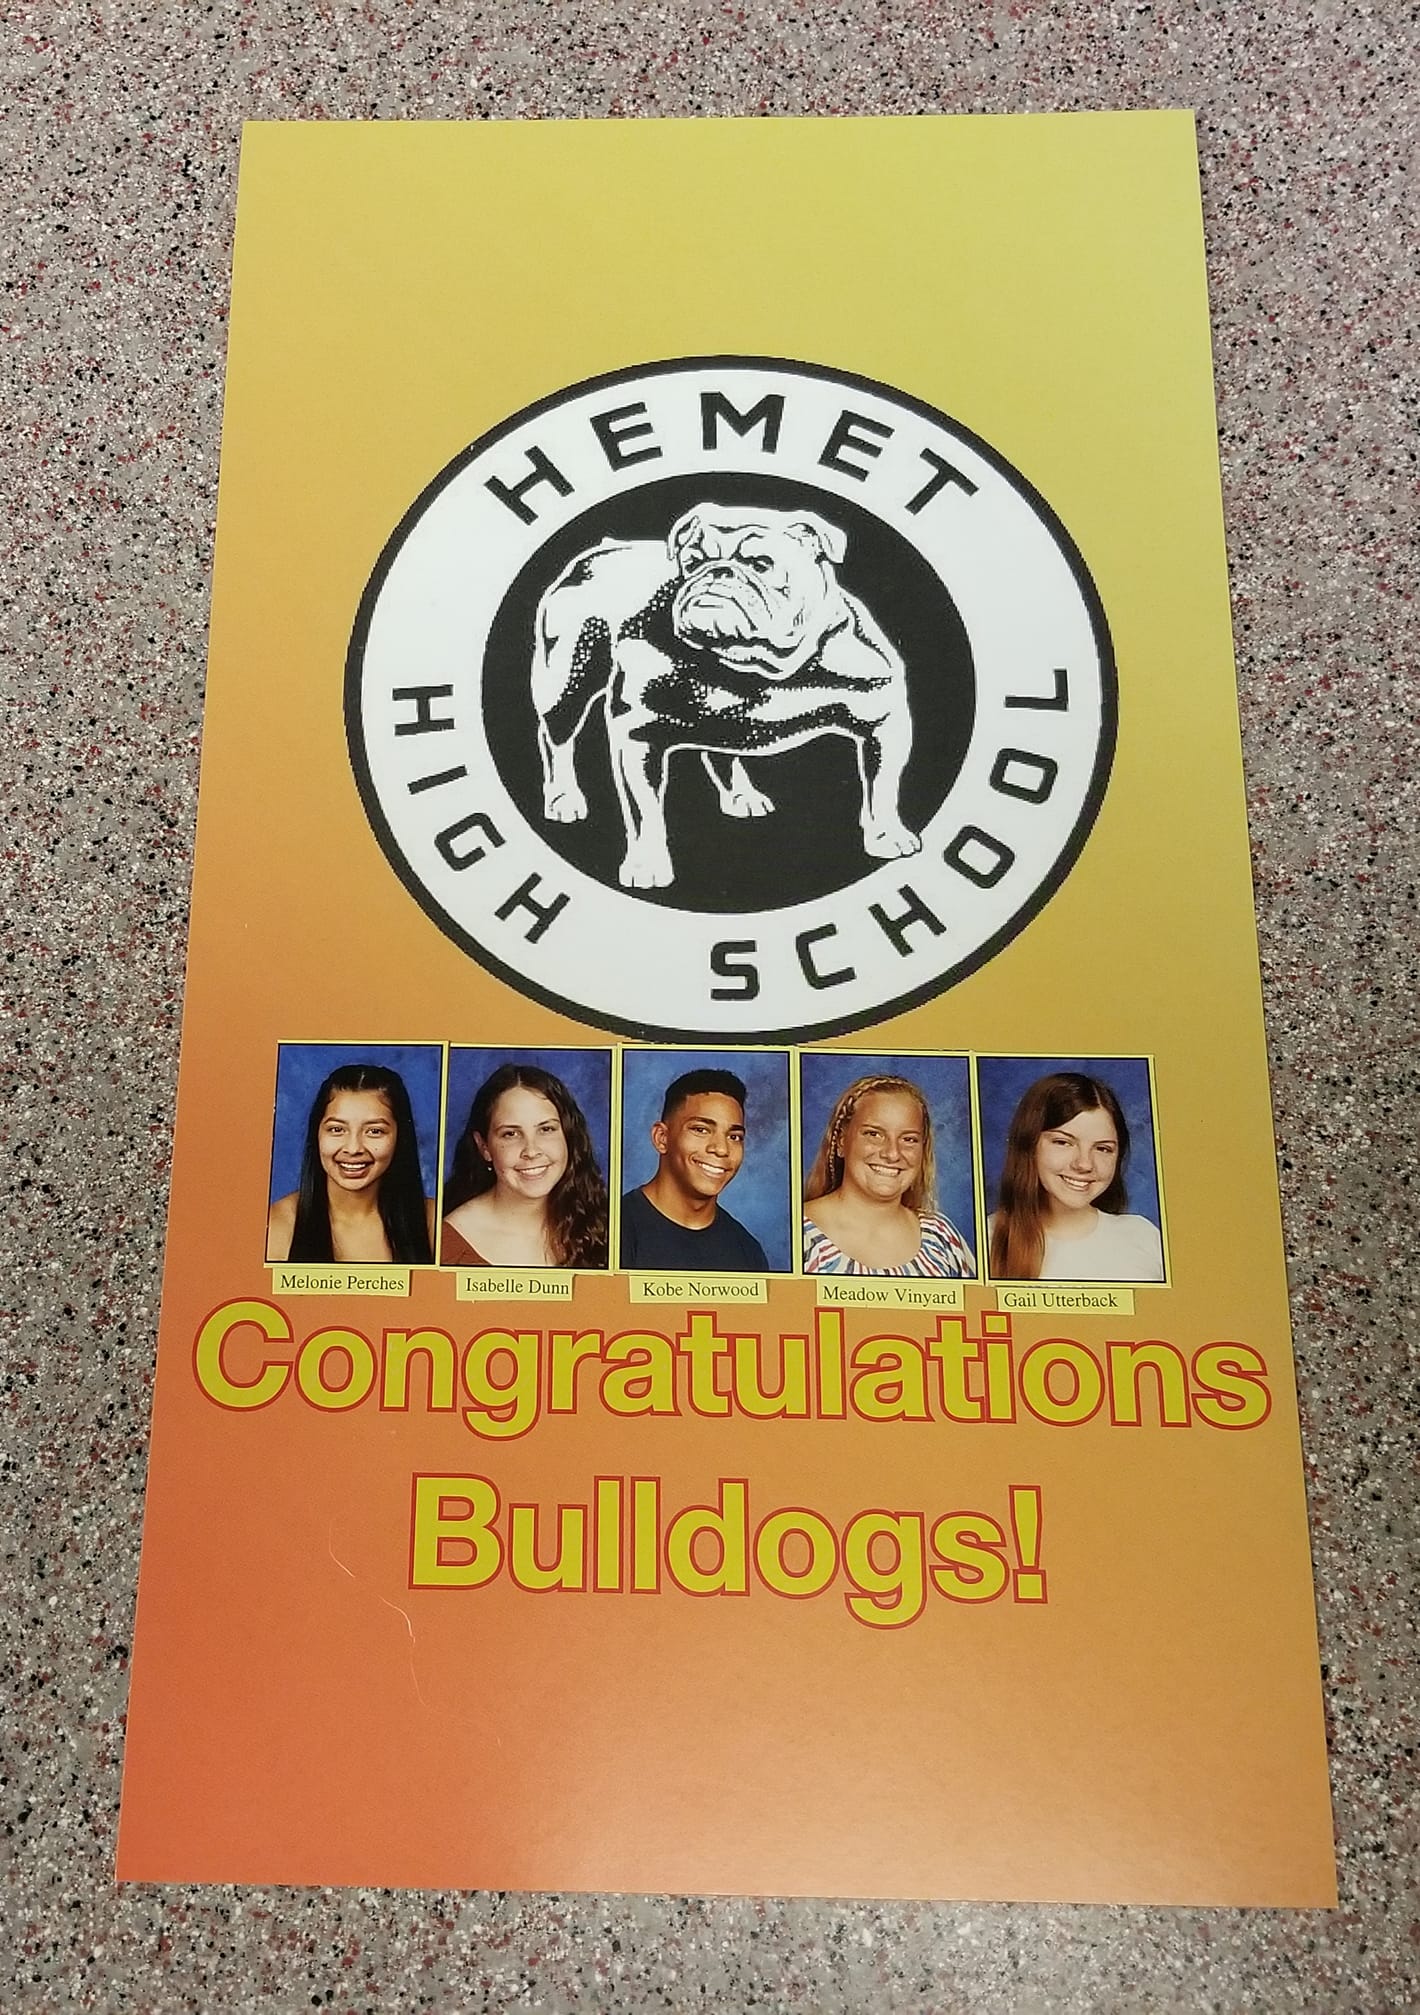 HEMET
HIGH SCHOOL
Melonie Perches
Isabelle Dunn
Kobe Norwood
Meadow Vinyard
Gail Utterback
Congratulations
Bulldogs!